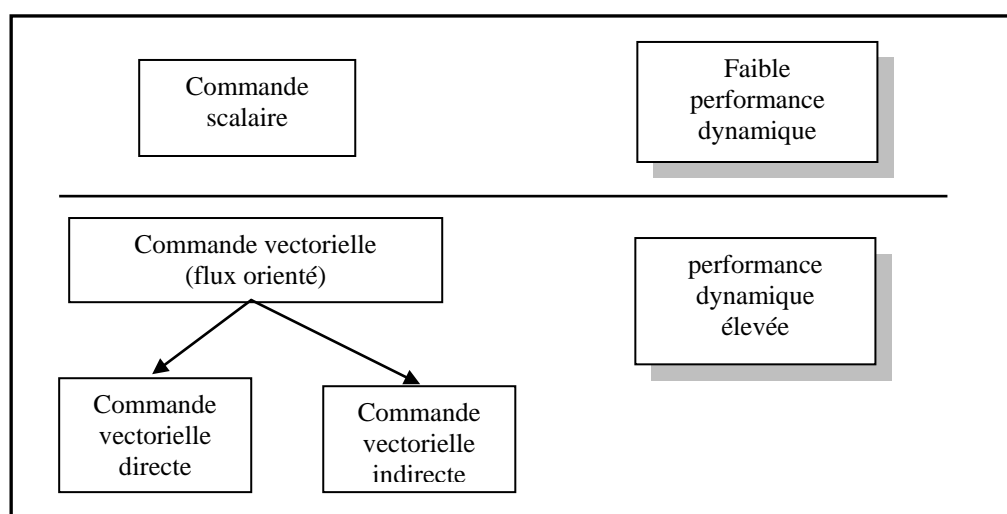 Commande
scalaire
Faible
performance
dynamique
Commande vectorielle
(flux orienté)
performance
dynamique
élevée
Commande
vectorielle
directe
Commande
vectorielle
indirecte